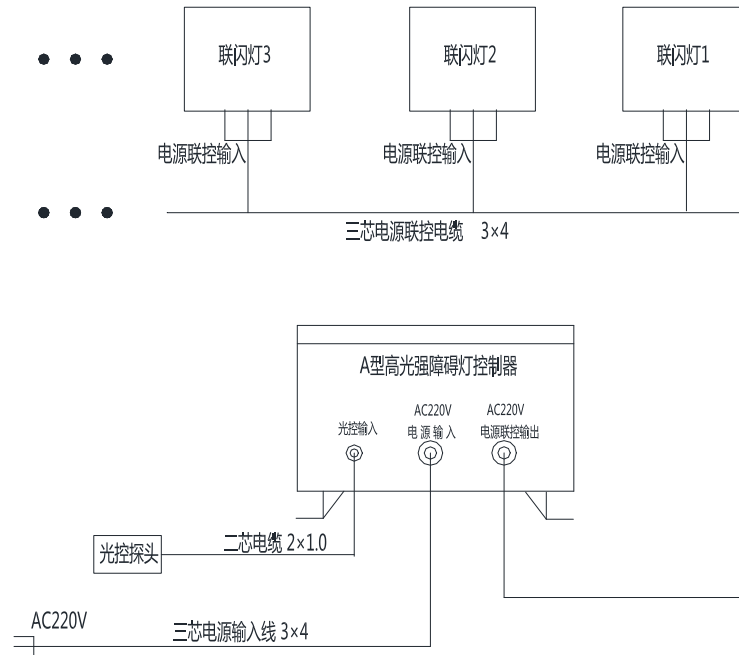 联闪灯3 联闪灯2 联闪灯1
电源联控输入 电源联控输入 电源联控输入
三芯电源联控电缆 3×4
A型高光强障碍灯控制器
AC220V AC220V
光控输入 电源输入 电源联控输出
二芯电缆 2×1.0
光控探头
AC220V
三芯电源输入线 3×4